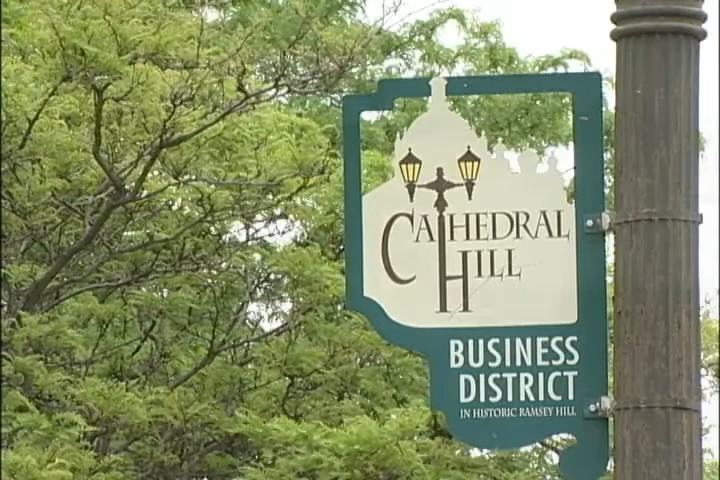 CATHEDRAL
HILL
BUSINESS
DISTRICT
IN HISTORIC RAMSEY HILL